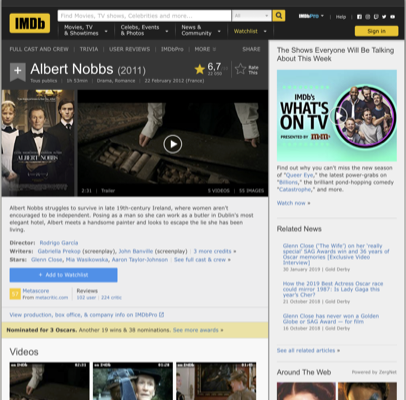 IMDb
Find Movies, TV shows, Celebrities and more...
All
IMDbPro
Help
Movies, TV & Showtimes
Celebs, Events & Photos
News & Community
Watchlist
Sign in
FULL CAST AND CREW | TRIVIA | USER REVIEWS | IMDbPro | MORE
SHARE
Albert Nobbs (2011)
6,7
Rate This
Tous publics | 1h 53min | Drama, Romance | 22 February 2012 (France)
ALBERT NOBBS
2:31 | Trailer
5 VIDEOS | 55 IMAGES
Albert Nobbs struggles to survive in late 19th-century Ireland, where women aren't
encouraged to be independent. Posing as a man so she can work as a butler in Dublin's most
elegant hotel, Albert meets a handsome painter and looks to escape the lie she has been
living.
Director: Rodrigo Garcia
Writers: Gabriella Prekop (screenplay), John Banville (screenplay) | 3 more credits »
Stars: Glenn Close, Mia Wasikowska, Aaron Taylor-Johnson | See full cast & crew »
+ Add to Watchlist
Metascore
From metacritic.com
Reviews
102 user | 224 critic
View production, box office, & company info on IMDbPro
Nominated for 3 Oscars. Another 19 wins & 38 nominations. See more awards »
Videos
The Shows Everyone Will Be Talking
About This Week
IMDb's
WHAT'S
ON TV
PRESENTED BY
Find out why you can't miss the new season
of "Queer Eye," the latest power-grabs on
"Britons," the brilliant pond-hopping comedy
"Catastrophe," and more.
Watch now »
Related News
Glenn Close ('The Wife') on her 'really
special' SAG Awards win and 36 years of
Oscar memories [Exclusive Video
Interview]
30 January 2019 | Gold Derby
How the 2019 Best Actress Oscar race
could mirror 1987: Is Lady Gaga this
year's Cher?
21 October 2018 | Gold Derby
Glenn Close has never won a Golden
Globe or SAG Award — for film
16 October 2018 | Gold Derby
See all related articles »
Around The Web
Powered by ZergNet